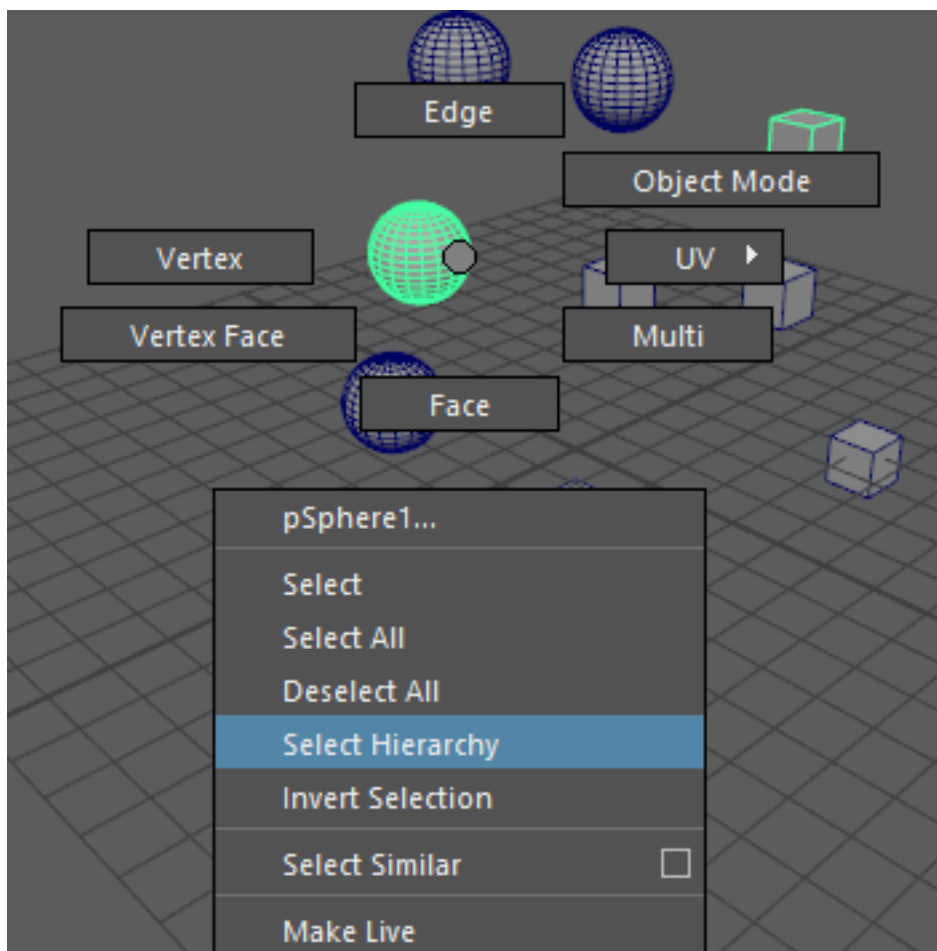 Edge
Object Mode
Vertex
UV
Vertex Face
Multi
Face
pSphere1...
Select
Select All
Deselect All
Select Hierarchy
Invert Selection
Select Similar
Make Live